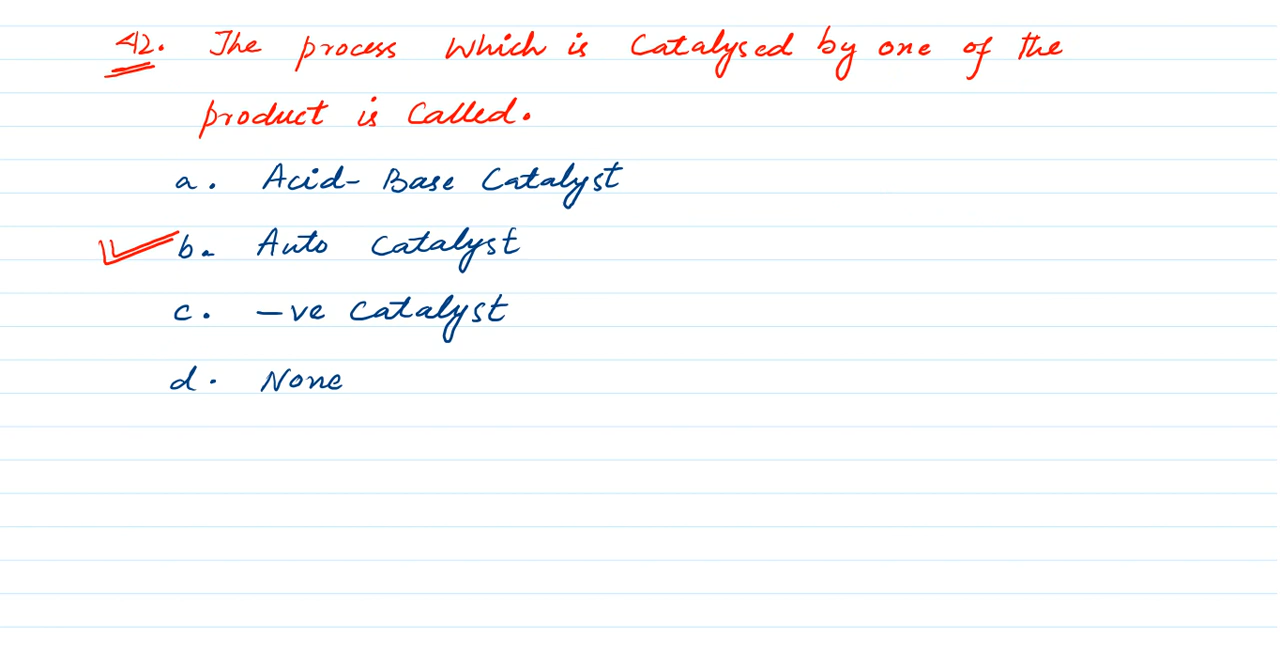 42. The process which is catalysed by one of the
product is called.
a. Acid-Base Catalyst
b. Auto Catalyst
c. -ve Catalyst
d. None